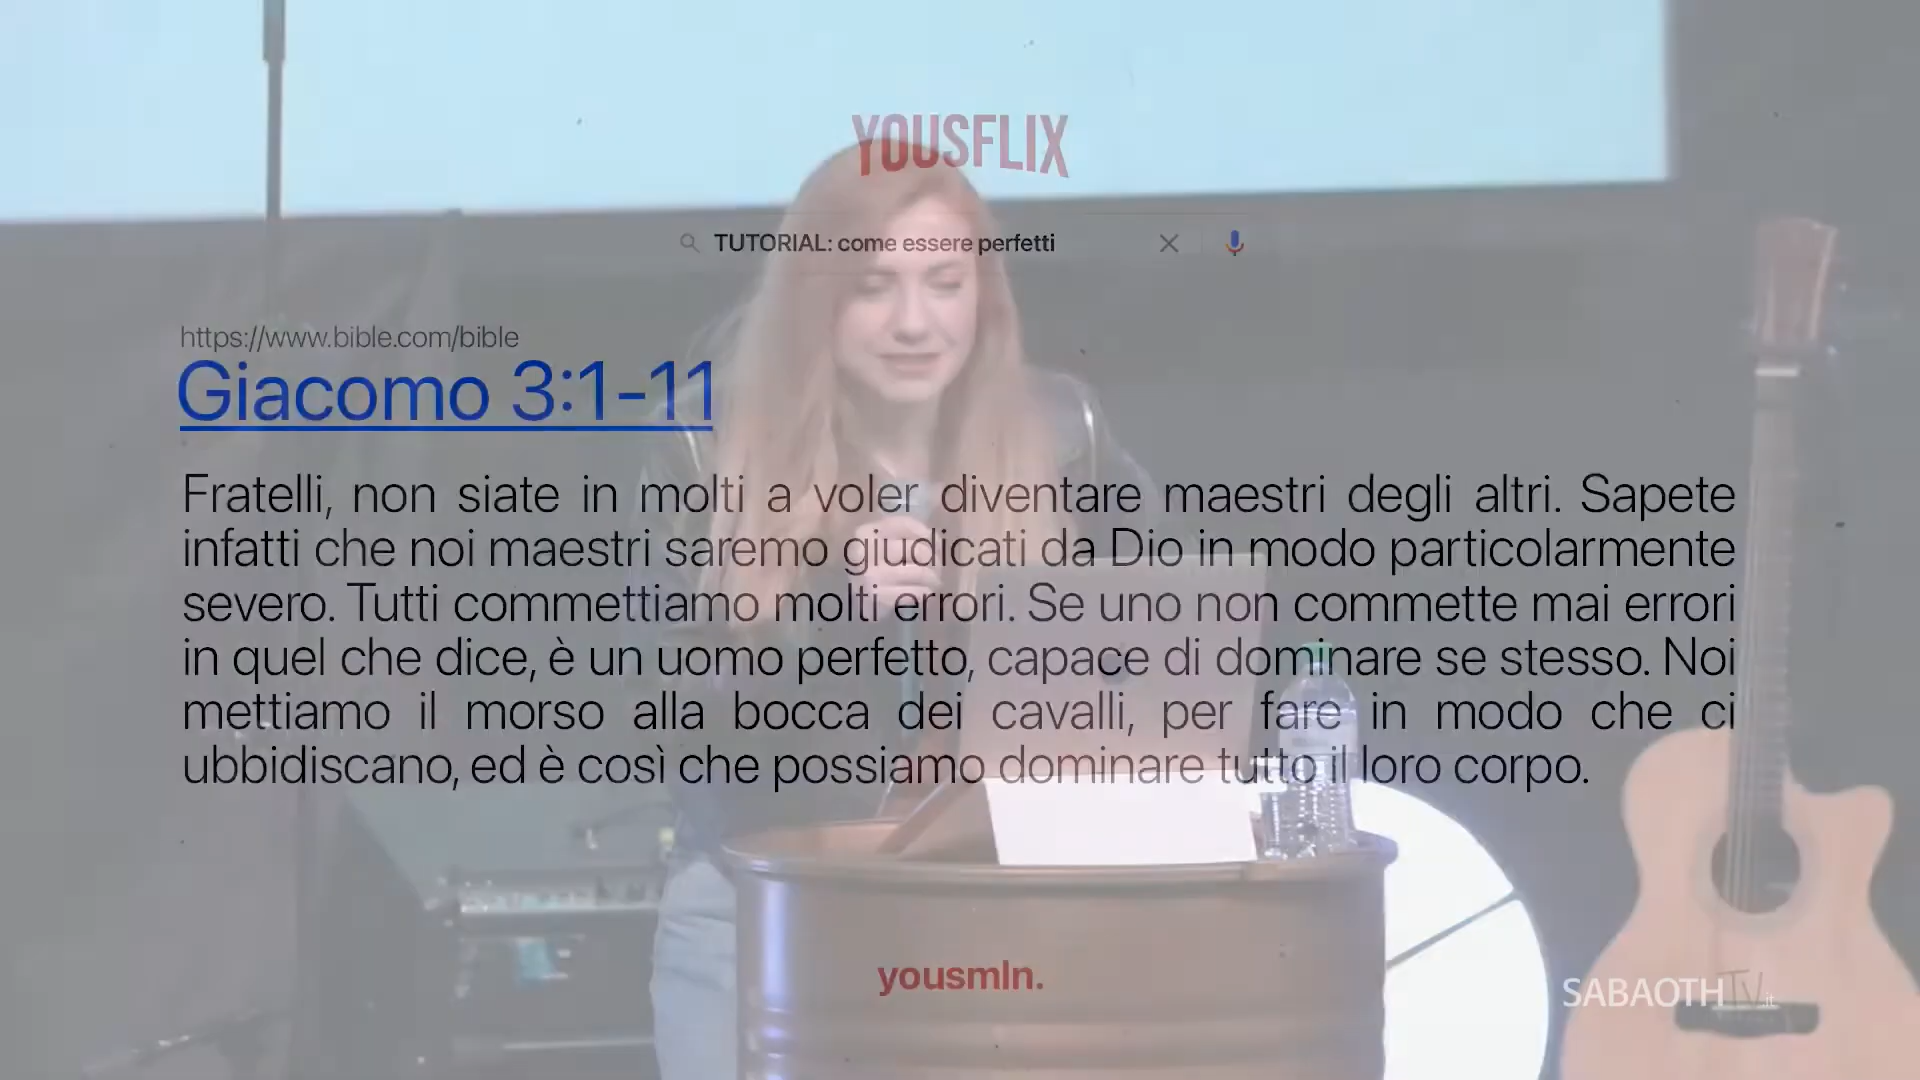 YOUSFLIX
TUTORIAL: come essere perfetti
https://www.bible.com/bible
Giacomo 3:1-11
Fratelli, non siate in molti a voler diventare maestri degli altri. Sapete
infatti che noi maestri saremo giudicati da Dio in modo particolarmente
severo. Tutti commettiamo molti errori. Se uno non commette mai errori
in quel che dice, è un uomo perfetto, capace di dominare se stesso. Noi
mettiamo il morso alla bocca dei cavalli, per fare in modo che ci
ubbidiscano, ed è così che possiamo dominare tutto il loro corpo.
yousmln.
SABAOTHTV.it